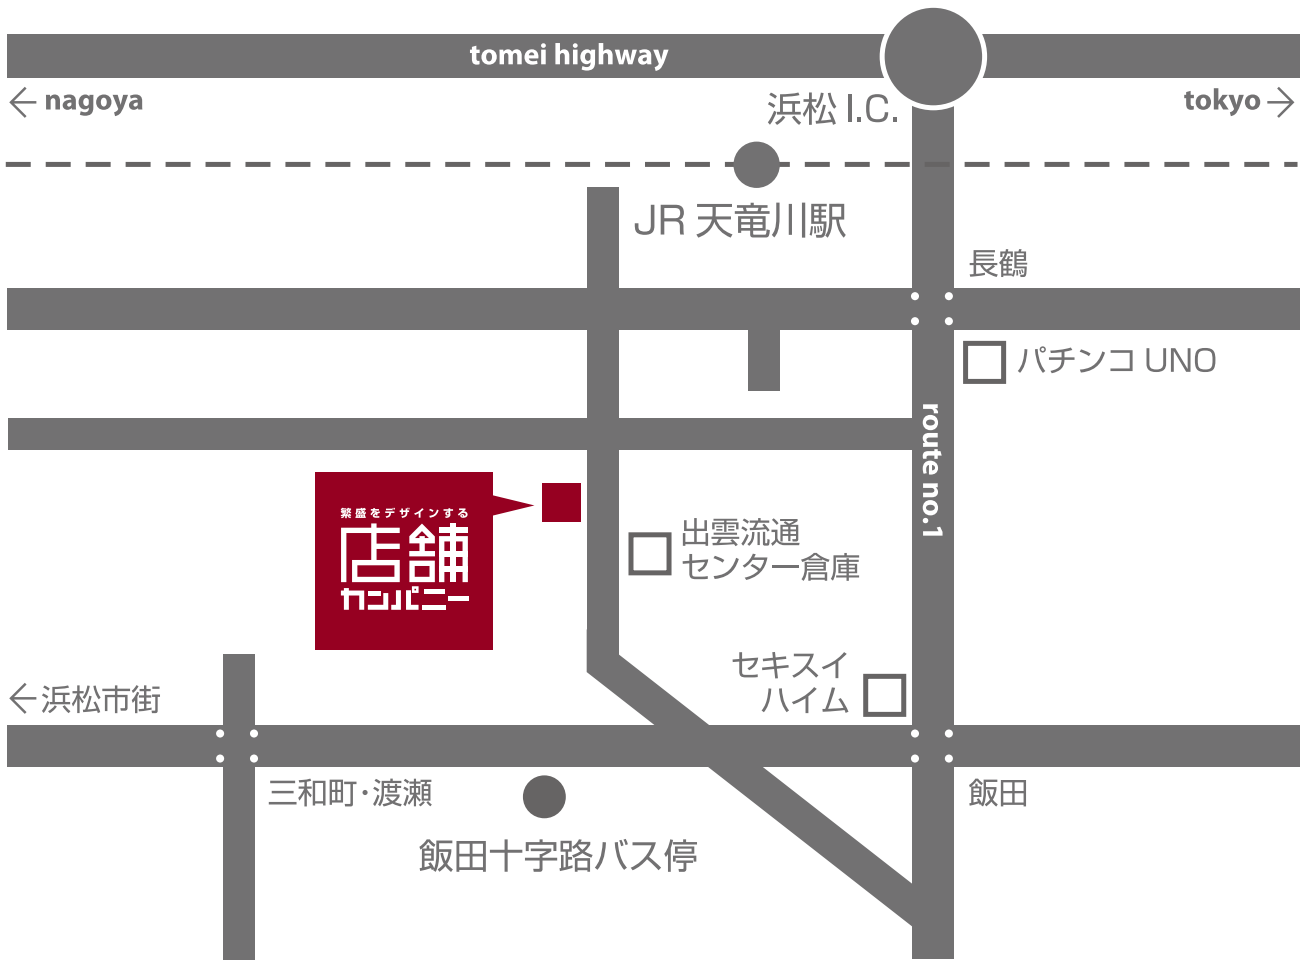 tomei highway
← nagoya
tokyo →
浜松 I.C.
JR 天竜川駅
長鶴
パチンコ UNO
route no.1
繁盛をデザインする
店舗
カンパニー
出雲流通
センター倉庫
セキスイ
ハイム
← 浜松市街
三和町・渡瀬
飯田
飯田十字路バス停